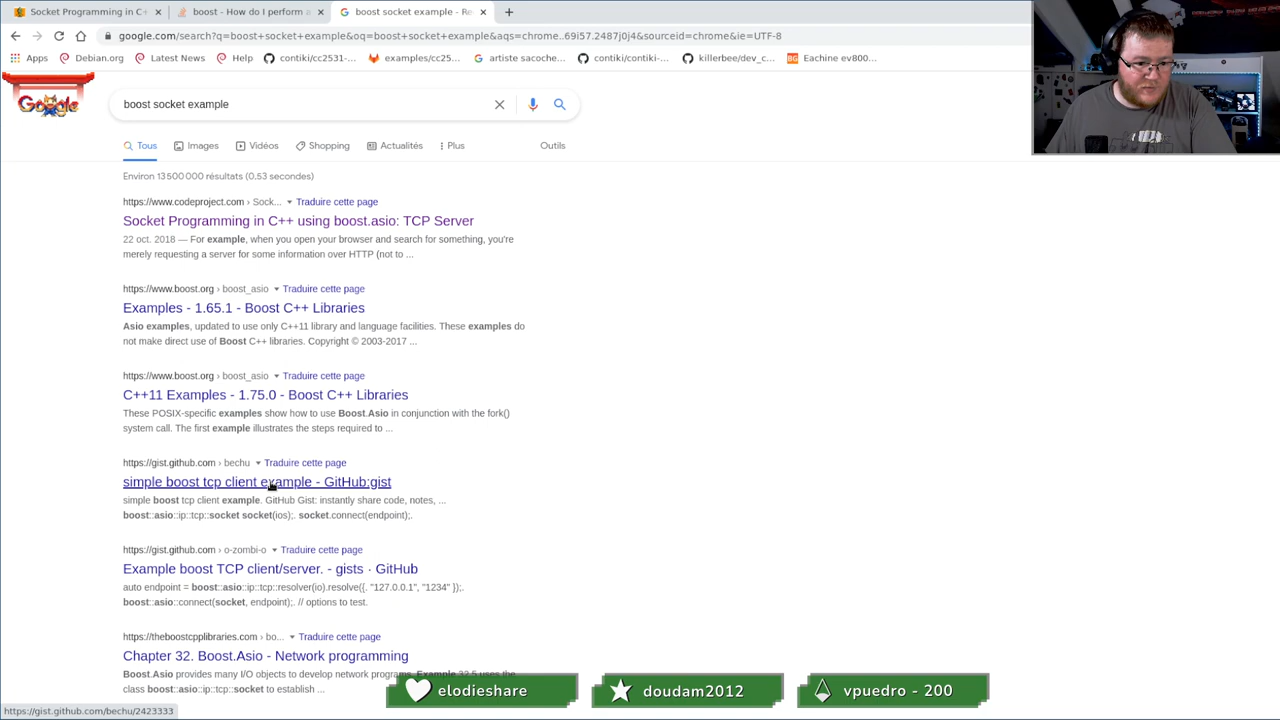 Socket Programming in C+
boost - How do I perform a
boost socket example - Re
google.com/search?q=boost+socket+example&oq=boost+socket+example&aqs=chrome..69i57.2487j0j4&sourceid=chrome&ie=UTF-8
Apps
Debian.org
Latest News
Help
contiki/cc2531-...
examples/cc25...
artiste sacoche...
contiki/contiki-...
killerbee/dev_c...
BG
Eachine ev800...
Google
boost socket example
Tous
Images
Vidéos
Shopping
Actualités
Plus
Outils
Environ 13 500 000 résultats (0,53 secondes)
https://www.codeproject.com › Sock... Traduire cette page
Socket Programming in C++ using boost.asio: TCP Server
22 oct. 2018 — For example, when you open your browser and search for something, you're
merely requesting a server for some information over HTTP (not to ...
https://www.boost.org › boost_asio Traduire cette page
Examples - 1.65.1 - Boost C++ Libraries
Asio examples, updated to use only C++11 library and language facilities. These examples do
not make direct use of Boost C++ libraries. Copyright © 2003-2017 ...
https://www.boost.org › boost_asio Traduire cette page
C++11 Examples - 1.75.0 - Boost C++ Libraries
These POSIX-specific examples show how to use Boost.Asio in conjunction with the fork()
system call. The first example illustrates the steps required to ...
https://gist.github.com › bechu Traduire cette page
simple boost tcp client example - GitHub:gist
simple boost tcp client example. GitHub Gist: instantly share code, notes, ...
boost::asio::ip::tcp::socket socket(ios);. socket.connect(endpoint);.
https://gist.github.com › o-zombi-o Traduire cette page
Example boost TCP client/server. - gists · GitHub
auto endpoint = boost::asio::ip::tcp::resolver(io).resolve({. "127.0.0.1", "1234" });.
boost::asio::connect(socket, endpoint);. // options to test.
https://theboostcpplibraries.com › bo... Traduire cette page
Chapter 32. Boost.Asio - Network programming
Boost.Asio provides many I/O objects to develop network programs. Example 32.5 uses the
class boost::asio::ip::tcp::socket to establish ...
elodieshare
doudam2012
vpuedro - 200
https://gist.github.com/bechu/2423333